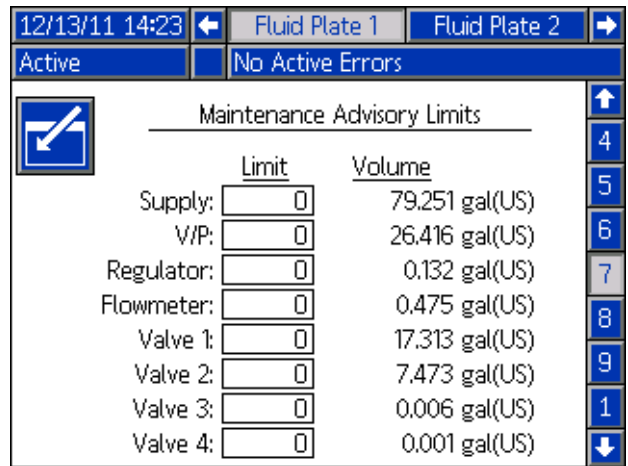 12/13/11 14:23 Fluid Plate 1 Fluid Plate 2
Active No Active Errors
Maintenance Advisory Limits
Limit Volume
Supply: 0 79.251 gal(US)
V/P: 0 26.416 gal(US)
Regulator: 0 0.132 gal(US)
Flowmeter: 0 0.475 gal(US)
Valve 1: 0 17.313 gal(US)
Valve 2: 0 7.473 gal(US)
Valve 3: 0 0.006 gal(US)
Valve 4: 0 0.001 gal(US)
4
5
6
7
8
9
1